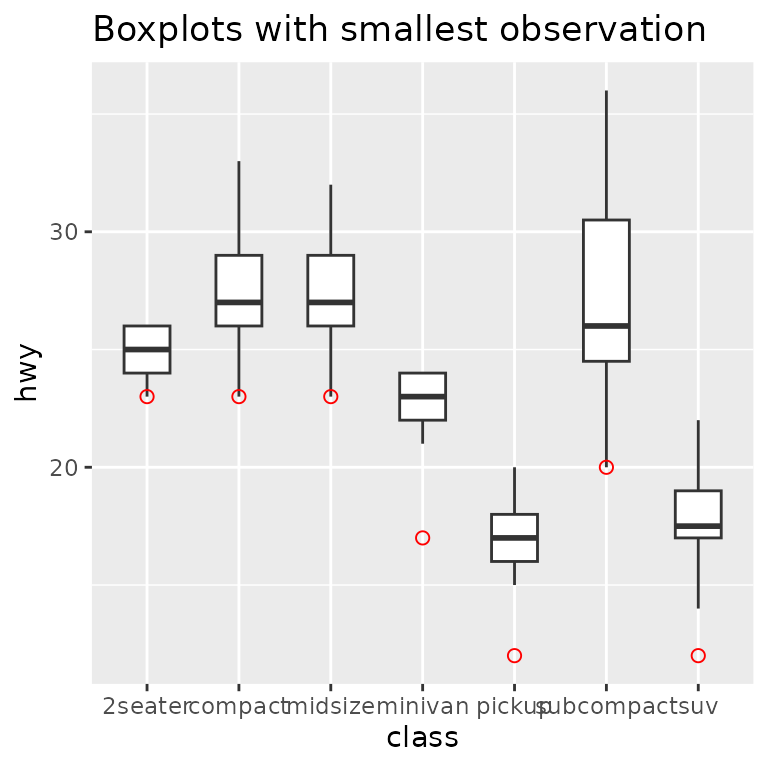 Boxplots with smallest observation
hwy
30
20
2seater compact midsize minivan pickup subcompact suv
class